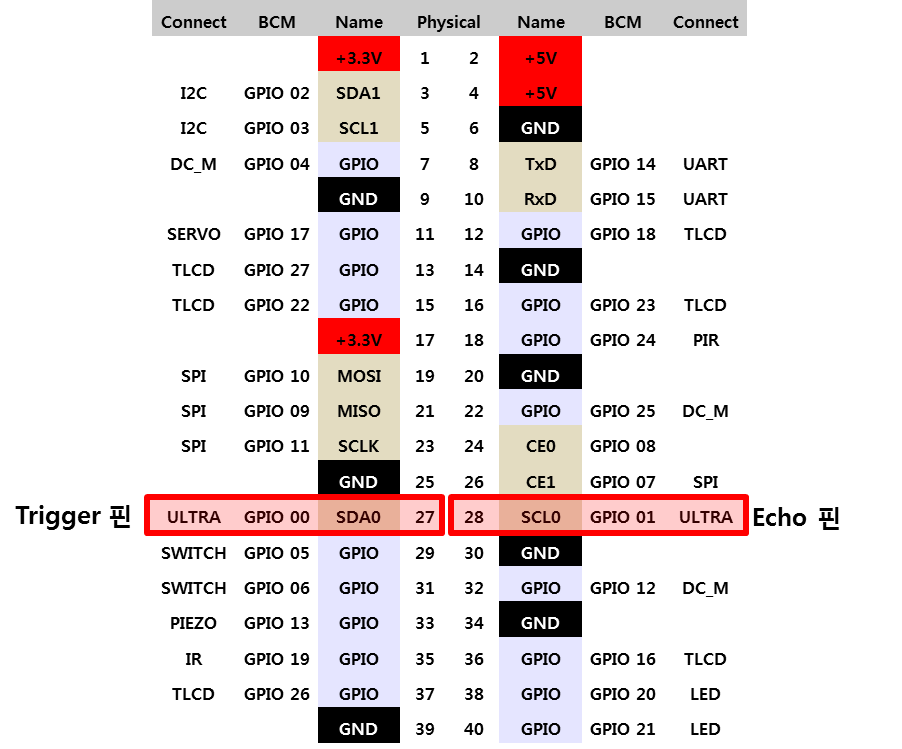 Connect BCM Name Physical Name BCM Connect
+3.3V 1 2 +5V
I2C GPIO 02 SDA1 3 4 +5V
I2C GPIO 03 SCL1 5 6 GND
DC_M GPIO 04 GPIO 7 8 TxD GPIO 14 UART
GND 9 10 RxD GPIO 15 UART
SERVO GPIO 17 GPIO 11 12 GPIO GPIO 18 TLCD
TLCD GPIO 27 GPIO 13 14 GND
TLCD GPIO 22 GPIO 15 16 GPIO GPIO 23 TLCD
+3.3V 17 18 GPIO GPIO 24 PIR
SPI GPIO 10 MOSI 19 20 GND
SPI GPIO 09 MISO 21 22 GPIO GPIO 25 DC_M
SPI GPIO 11 SCLK 23 24 CE0 GPIO 08
GND 25 26 CE1 GPIO 07 SPI
Trigger 핀 ULTRA GPIO 00 SDA0 27 28 SCL0 GPIO 01 ULTRA Echo 핀
SWITCH GPIO 05 GPIO 29 30 GND
SWITCH GPIO 06 GPIO 31 32 GPIO GPIO 12 DC_M
PIEZO GPIO 13 GPIO 33 34 GND
IR GPIO 19 GPIO 35 36 GPIO GPIO 16 TLCD
TLCD GPIO 26 GPIO 37 38 GPIO GPIO 20 LED
GND 39 40 GPIO GPIO 21 LED